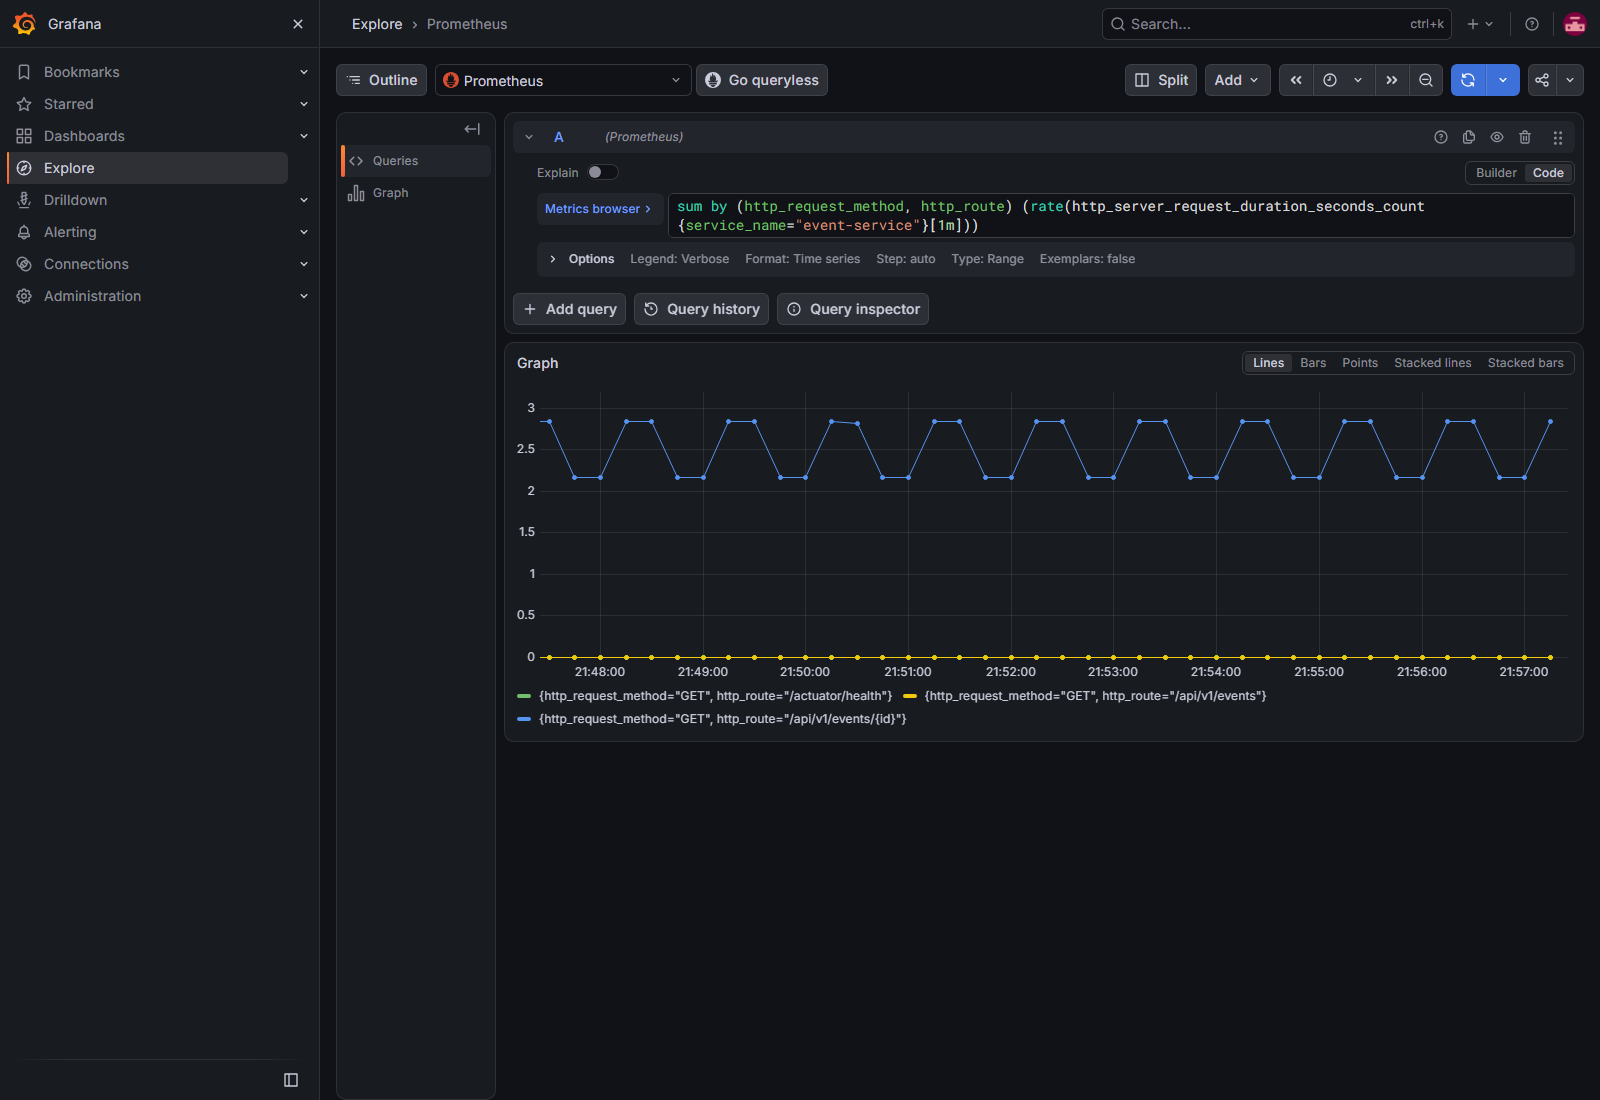 Grafana
Explore › Prometheus
Search...
ctrl+k
Bookmarks
Starred
Dashboards
Explore
Drilldown
Alerting
Connections
Administration
Outline
Prometheus
Go queryless
Split
Add
Queries
Graph
A
(Prometheus)
Explain
Builder
Code
Metrics browser
sum by (http_request_method, http_route) (rate(http_server_request_duration_seconds_count
{service_name="event-service"}[1m]))
Options
Legend: Verbose
Format: Time series
Step: auto
Type: Range
Exemplars: false
Add query
Query history
Query inspector
Graph
Lines
Bars
Points
Stacked lines
Stacked bars
3
2.5
2
1.5
1
0.5
0
21:48:00
21:49:00
21:50:00
21:51:00
21:52:00
21:53:00
21:54:00
21:55:00
21:56:00
21:57:00
{http_request_method="GET", http_route="/actuator/health"}
{http_request_method="GET", http_route="/api/v1/events"}
{http_request_method="GET", http_route="/api/v1/events/{id}"}